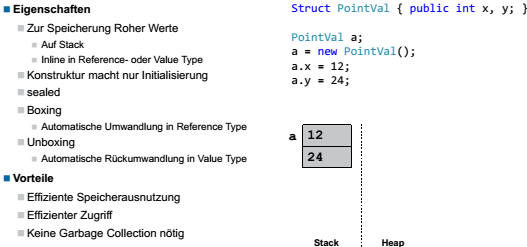 Eigenschaften
Zur Speicherung Roher Werte
Auf Stack
Inline in Reference- oder Value Type
Konstruktur macht nur Initialisierung
sealed
Boxing
Automatische Umwandlung in Reference Type
Unboxing
Automatische Rückumwandlung in Value Type
Vorteile
Effiziente Speicherausnutzung
Effizienter Zugriff
Keine Garbage Collection nötig
Struct PointVal { public int x, y; }
PointVal a;
a = new PointVal();
a.x = 12;
a.y = 24;
a 12
24
Stack Heap